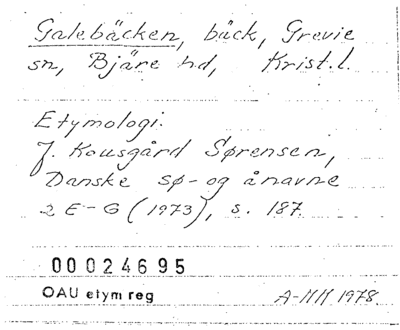 Galebäcken, bäck, Grevie
sn, Bjäre hd, Krist.l.
Etymologi.
J. Kousgård Sørensen,
Danske sø- og ånavne
2 E-G (1973), s. 187.
00024695
OAU etym reg
A-MH 1978